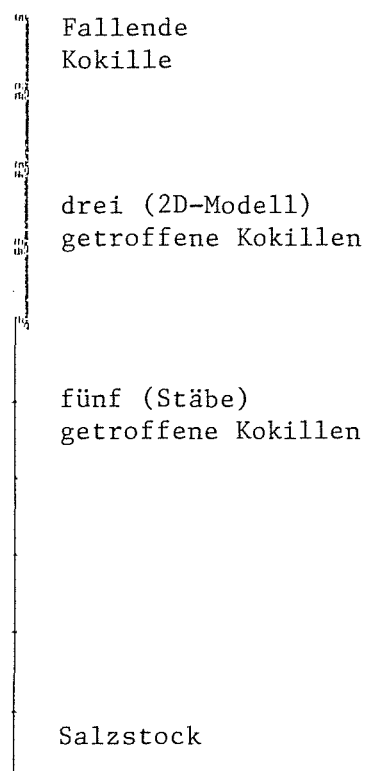 Fallende
Kokille
drei (2D-Modell)
getroffene Kokillen
fünf (Stäbe)
getroffene Kokillen
Salzstock